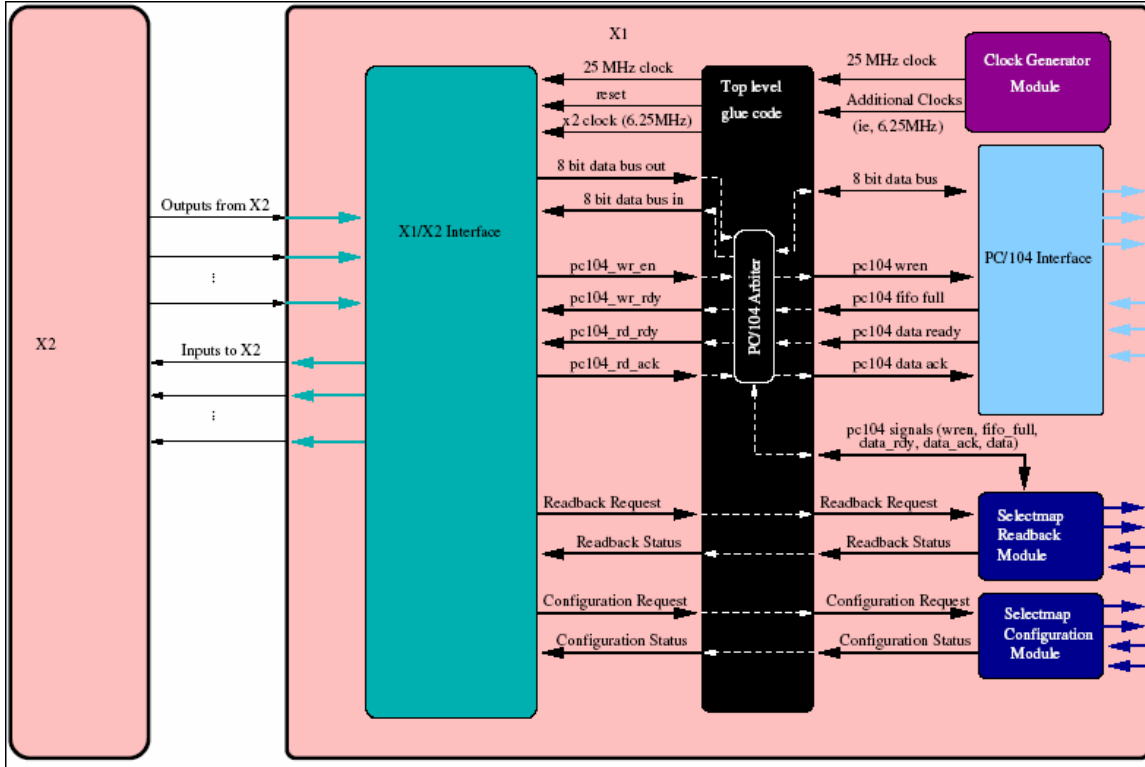 X1
25 MHz clock
reset
x2 clock (6.25MHz)
8 bit data bus out
8 bit data bus in
Top level
glue code
25 MHz clock
Additional Clocks
(ie, 6.25MHz)
Clock Generator
Module
8 bit data bus
Outputs from X2
...
X1/X2 Interface
PC/104 Interface
pc104_wr_en
pc104_wr_rdy
pc104_rd_rdy
pc104_rd_ack
PC/104 Arbiter
pc104 wren
pc104 fifo full
pc104 data ready
pc104 data ack
X2
Inputs to X2
...
pc104 signals (wren, fifo_full,
data_rdy, data_ack, data)
Readback Request
Readback Status
Readback Request
Readback Status
Selectmap
Readback
Module
Configuration Request
Configuration Status
Configuration Request
Configuration Status
Selectmap
Configuration
Module